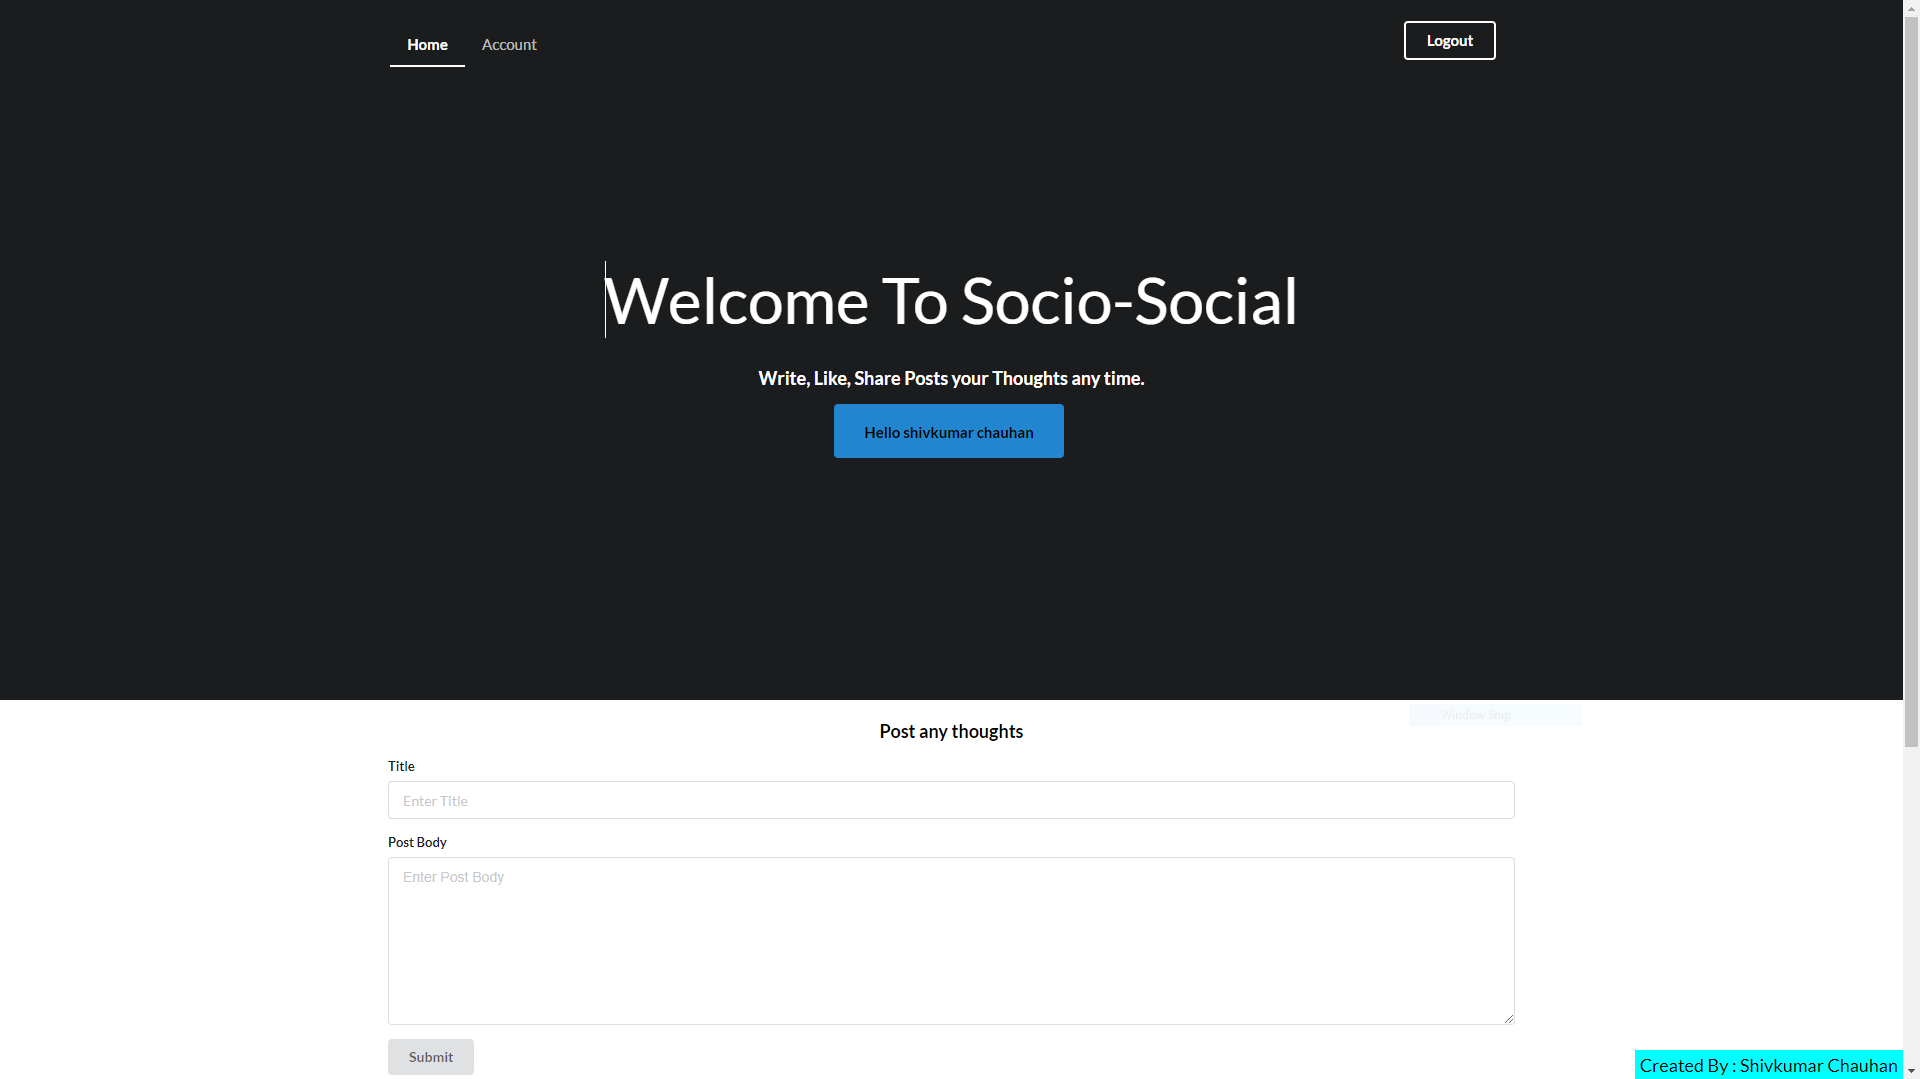 Home Account Logout
Welcome To Socio-Social
Write, Like, Share Posts your Thoughts any time.
Hello shivkumar chauhan
Window Snip
Post any thoughts
Title
Enter Title
Post Body
Enter Post Body
Submit
Created By : Shivkumar Chauhan